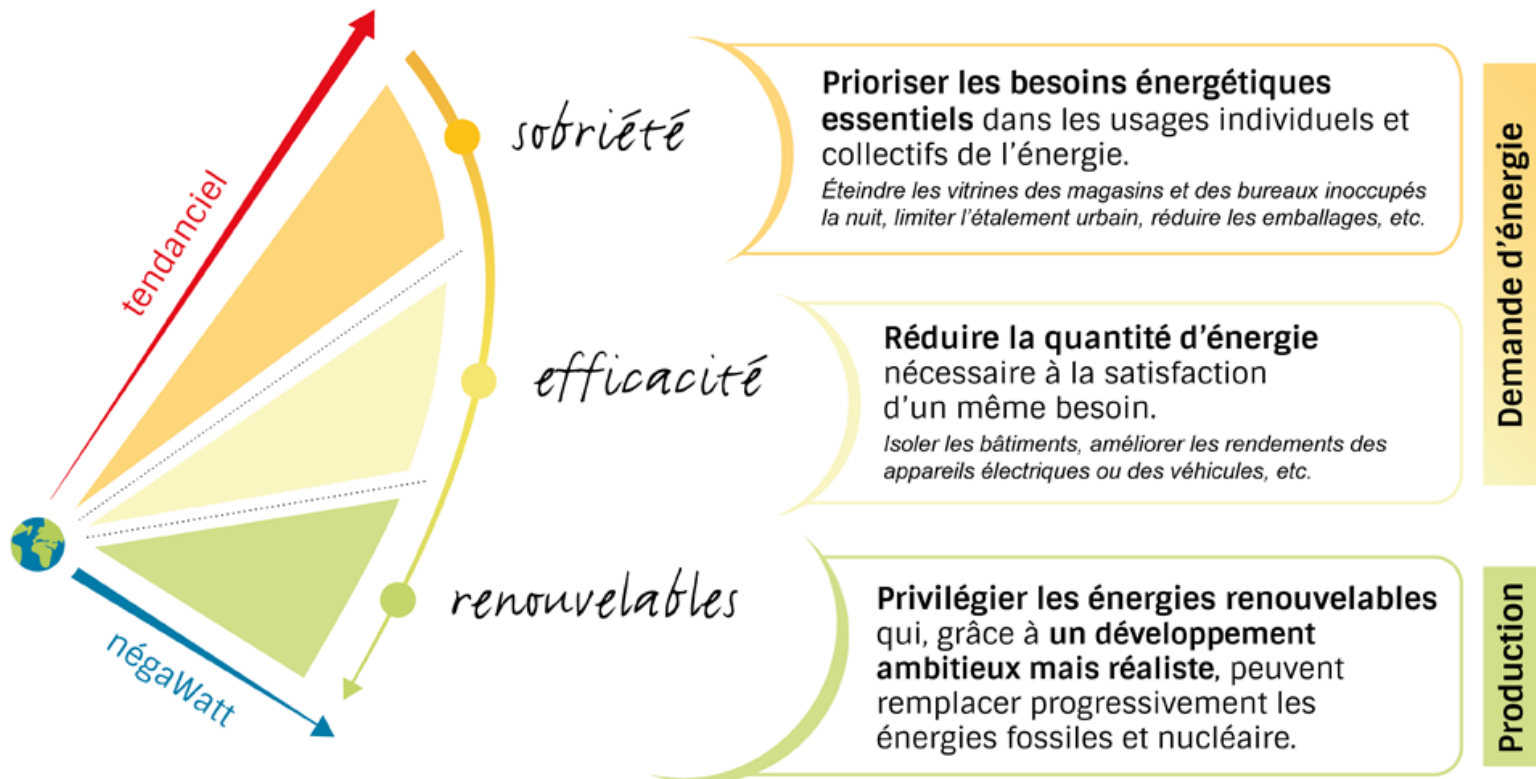 tendanciel
négaWatt
sobriété
Prioriser les besoins énergétiques
essentiels dans les usages individuels et
collectifs de l'énergie.
Éteindre les vitrines des magasins et des bureaux inoccupés
la nuit, limiter l'étalement urbain, réduire les emballages, etc.
efficacité
Réduire la quantité d'énergie
nécessaire à la satisfaction
d'un même besoin.
Isoler les bâtiments, améliorer les rendements des
appareils électriques ou des véhicules, etc.
Demande d'énergie
renouvelables
Privilégier les énergies renouvelables
qui, grâce à un développement
ambitieux mais réaliste, peuvent
remplacer progressivement les
énergies fossiles et nucléaire.
Production